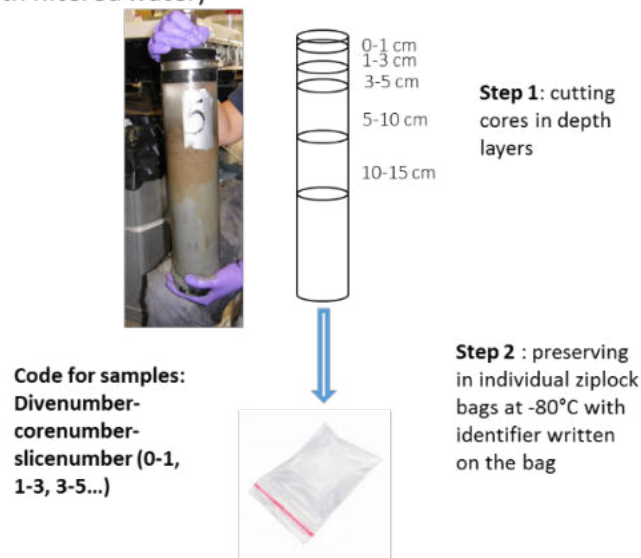 0-1 cm
1-3 cm
3-5 cm
5-10 cm
10-15 cm
Step 1: cutting
cores in depth
layers
5
Code for samples:
Divenumber-
corenumber-
slicenumber (0-1,
1-3, 3-5...)
Step 2 : preserving
in individual ziplock
bags at -80°C with
identifier written
on the bag